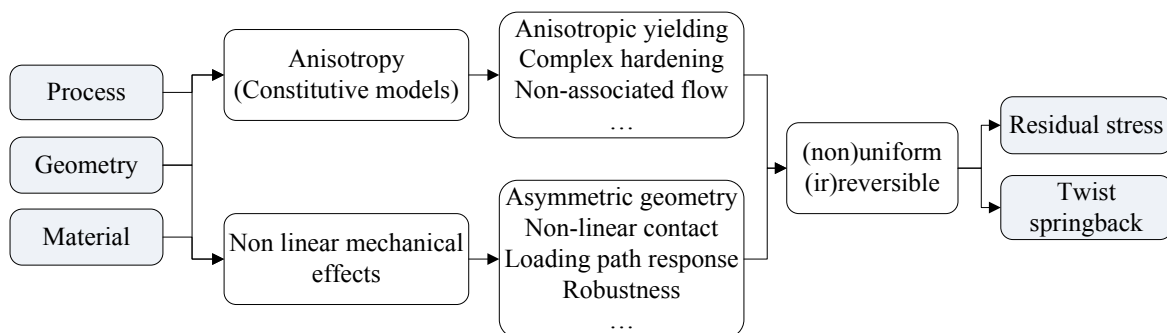 Process
Geometry
Material
Anisotropy
(Constitutive models)
Non linear mechanical
effects
Anisotropic yielding
Complex hardening
Non-associated flow
…
Asymmetric geometry
Non-linear contact
Loading path response
Robustness
…
(non)uniform
(ir)reversible
Residual stress
Twist
springback